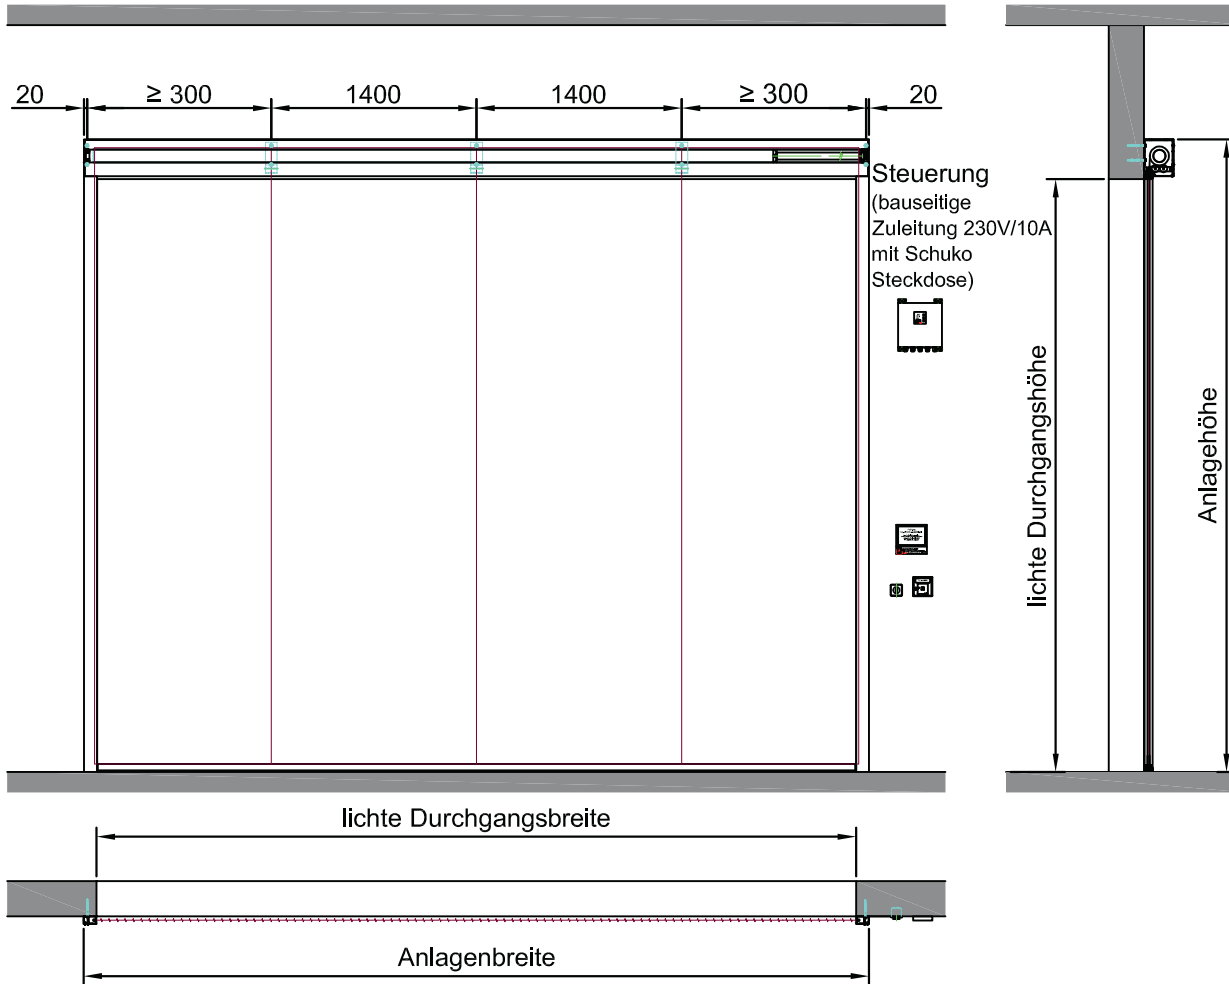 20
≥ 300
1400
1400
≥ 300
20
Steuerung
(bauseitige
Zuleitung 230V/10A
mit Schuko
Steckdose)
lichte Durchgangshöhe
Anlagehöhe
lichte Durchgangsbreite
Anlagenbreite